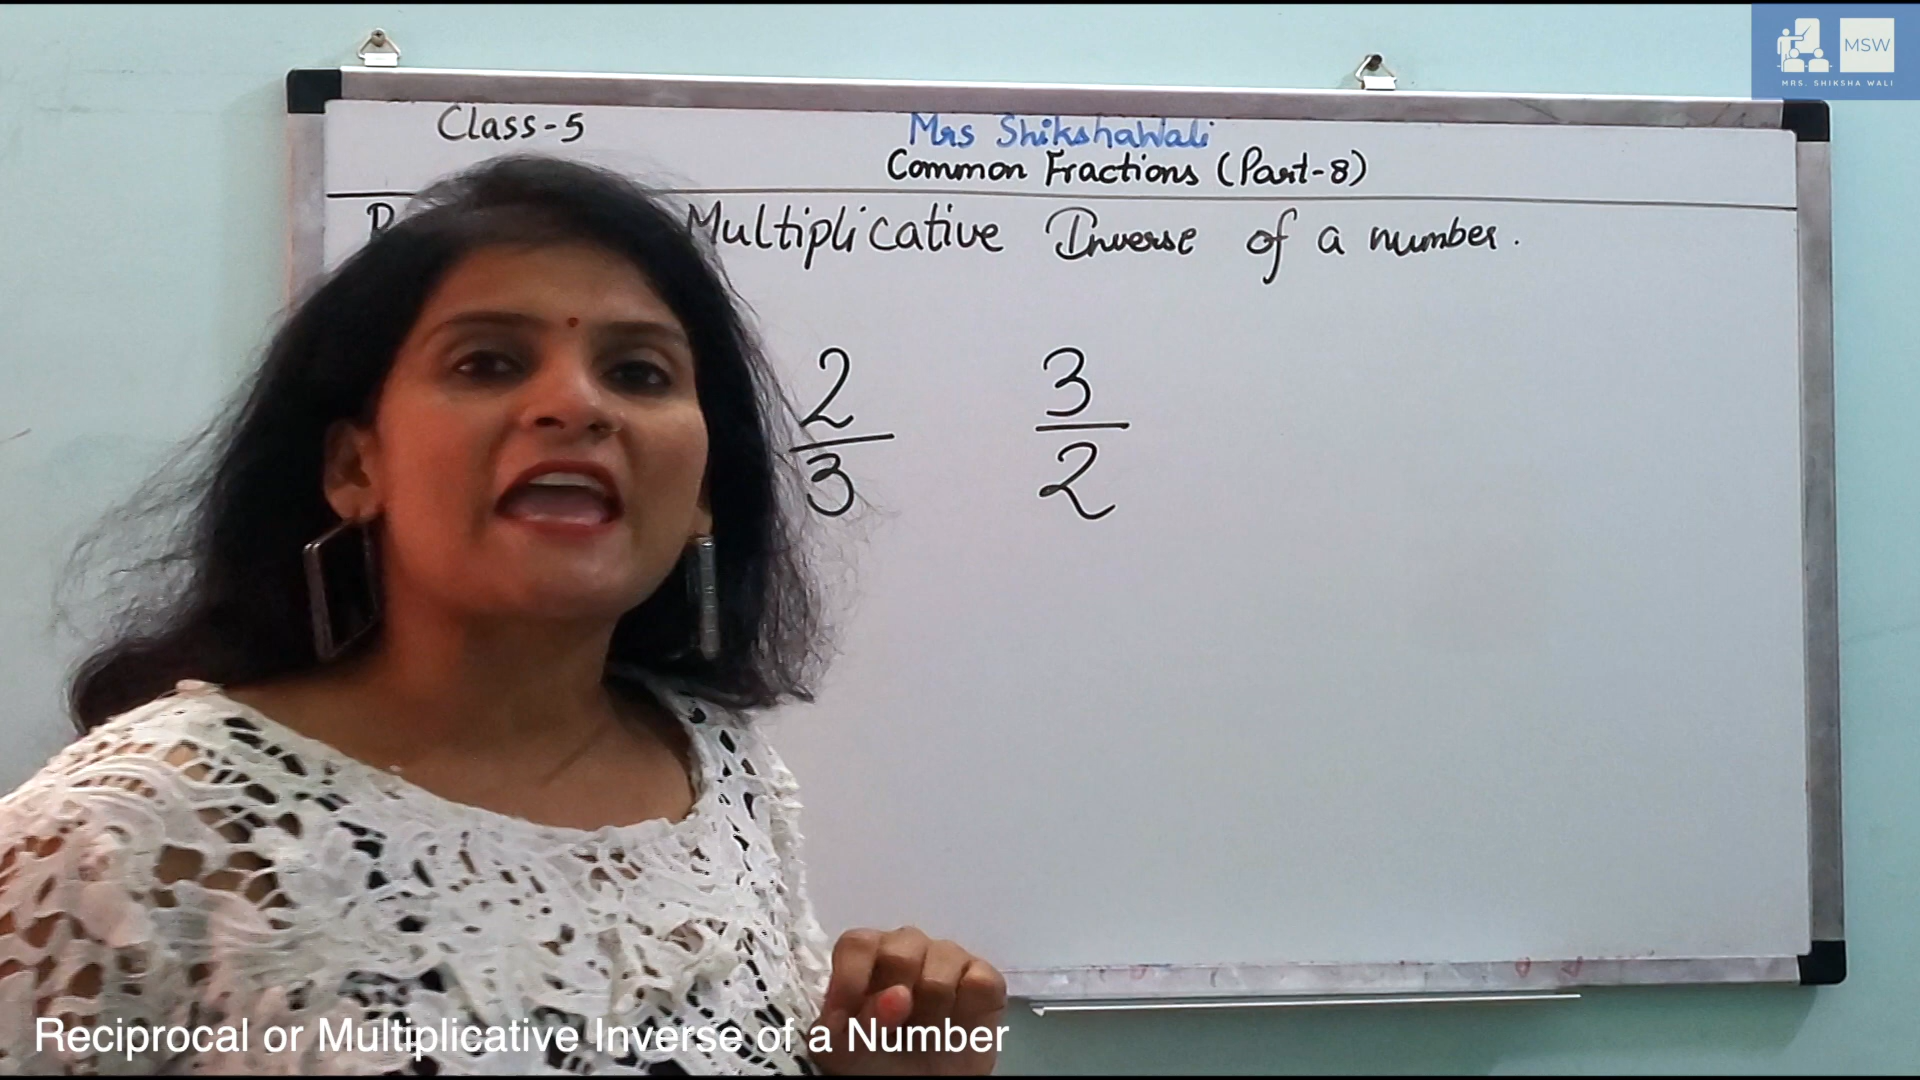 MSW
MRS. SHIKSHA WALI
Class-5
Mrs ShikshaWali
Common Fractions (Part-8)
Multiplicative Inverse of a number.
2 3
3 2
Reciprocal or Multiplicative Inverse of a Number